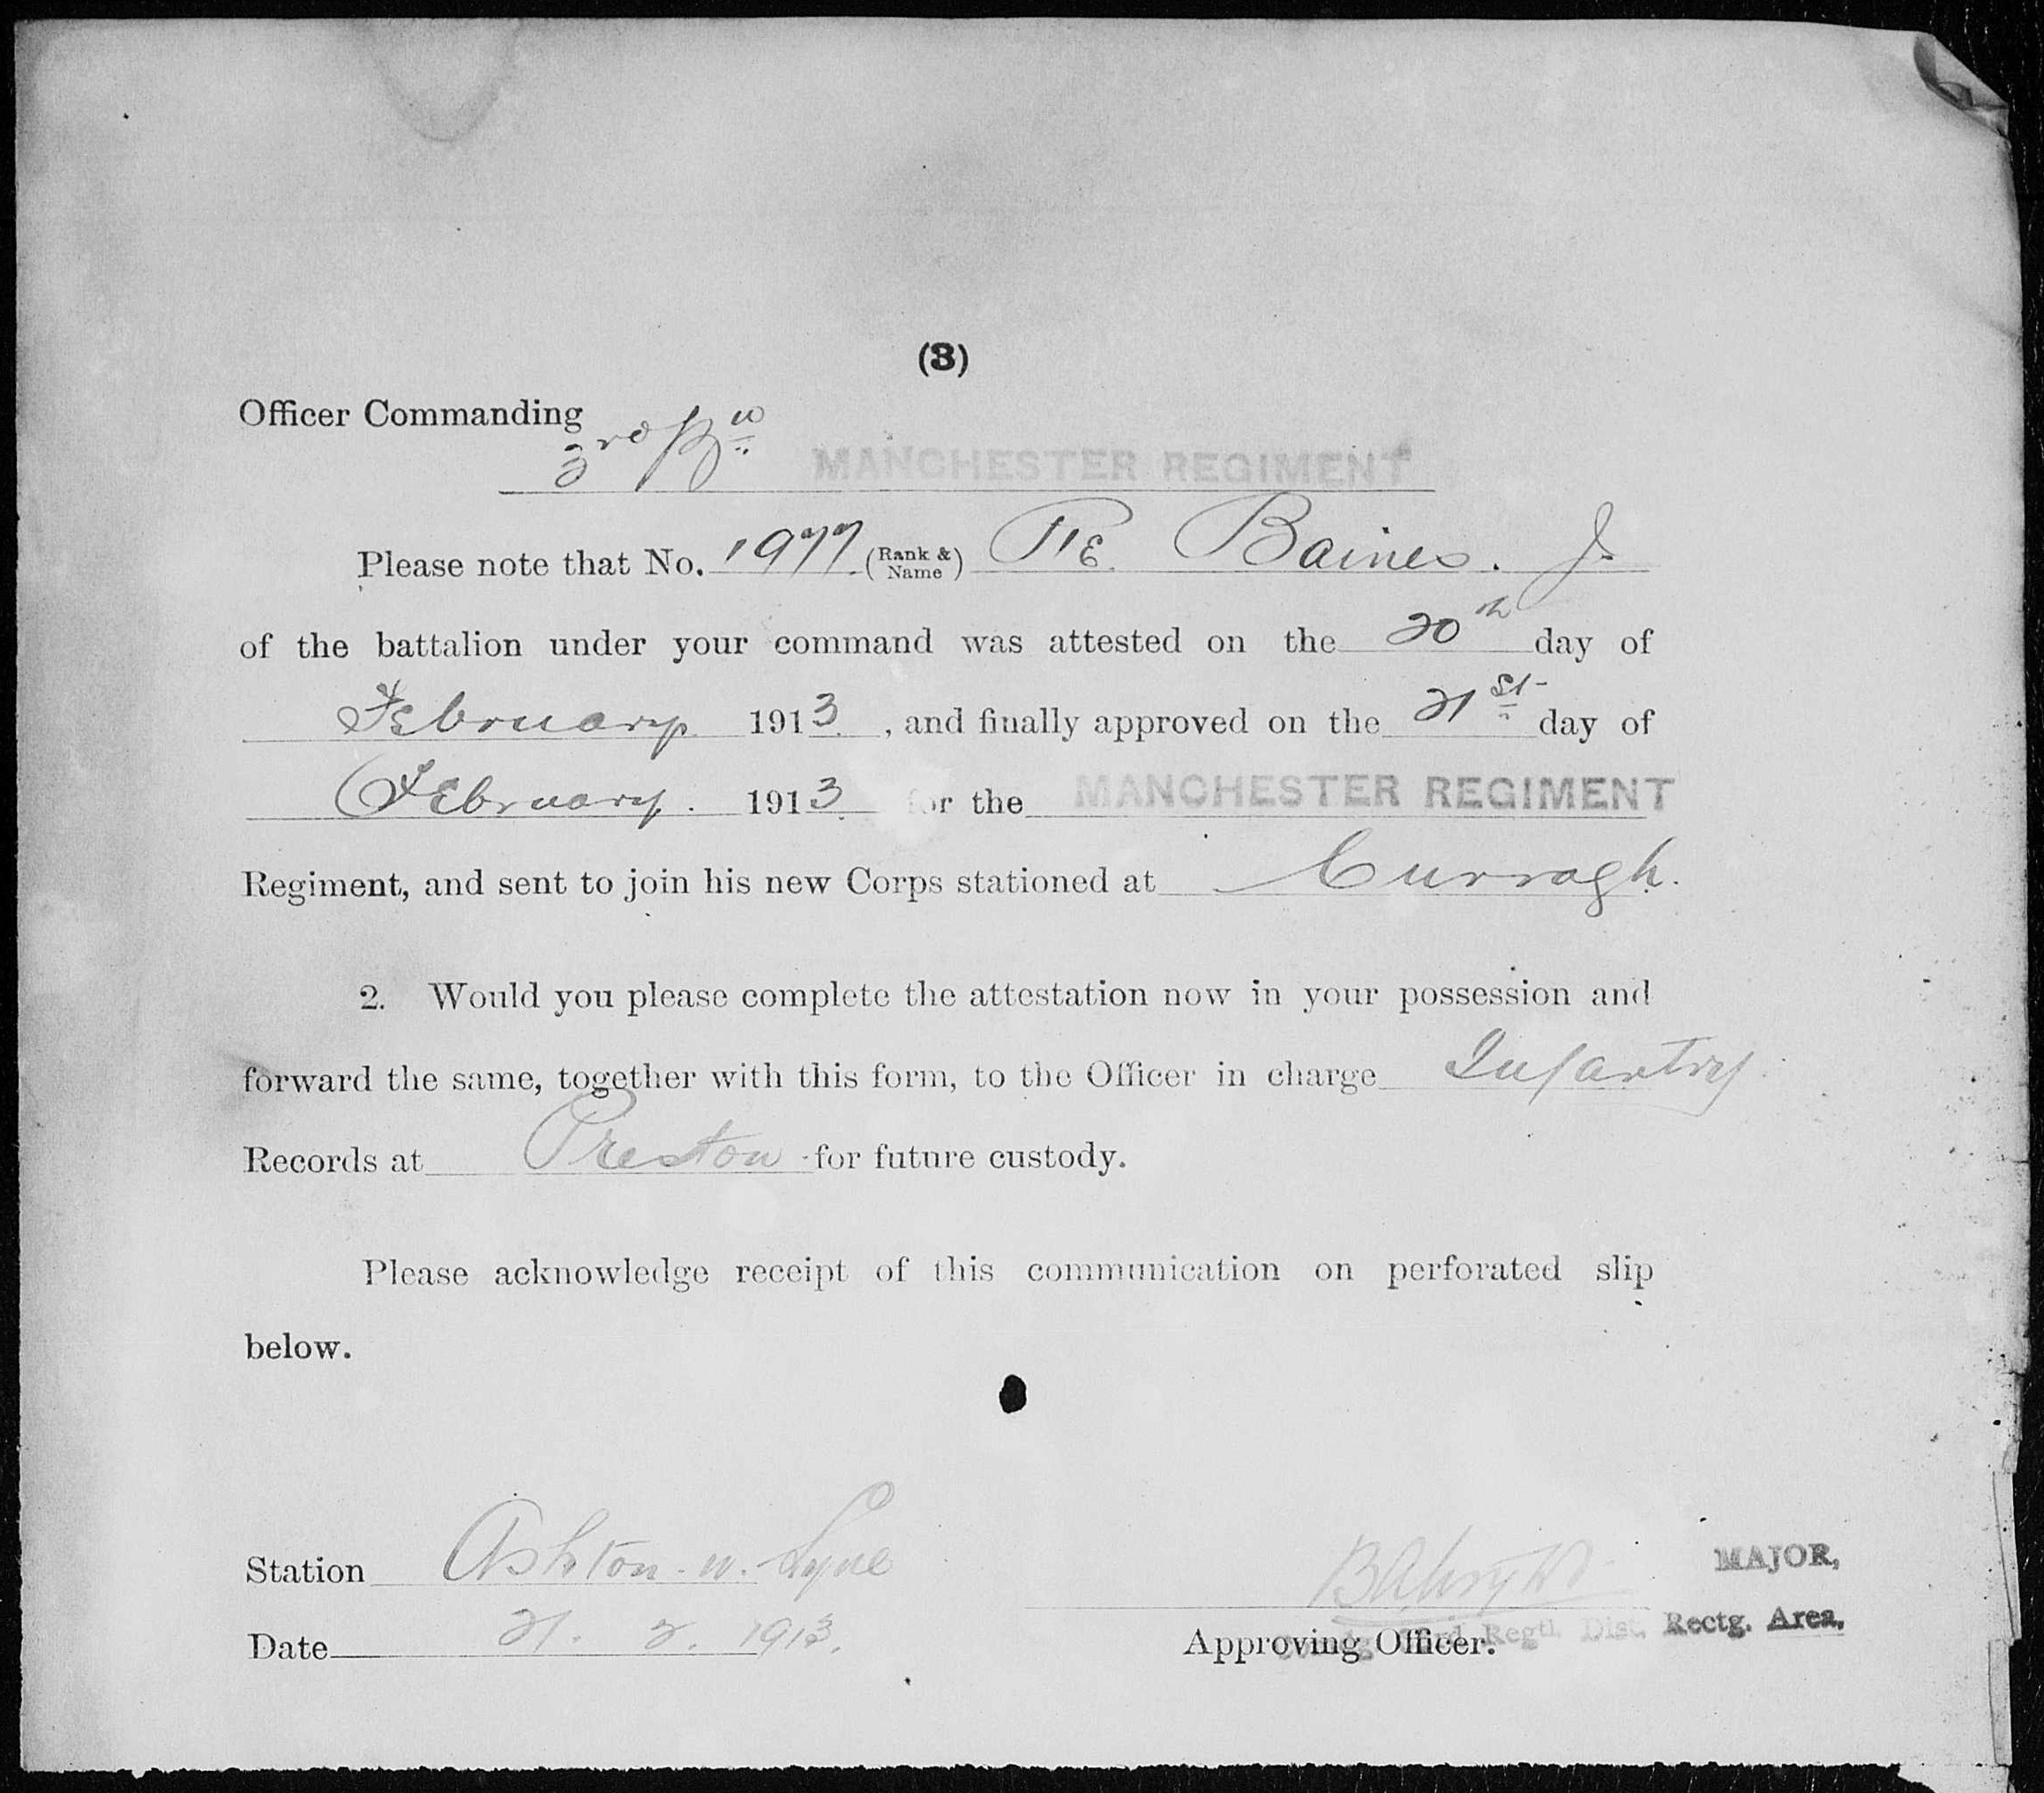 (3)
Officer Commanding
3rd Bn MANCHESTER REGIMENT
Please note that No. 1977 (Rank & Name) Pte Baines. J.
of the battalion under your command was attested on the 20th day of
February 1913, and finally approved on the 21st day of
February. 1913 for the MANCHESTER REGIMENT
Regiment, and sent to join his new Corps stationed at Curragh.
2. Would you please complete the attestation now in your possession and
forward the same, together with this form, to the Officer in charge Infantry
Records at Preston for future custody.
Please acknowledge receipt of this communication on perforated slip
below.
Station Ashton-u-Lyne
MAJOR,
Date 21. 2. 1913.
Approving Officer. Regtl. Dist. Rectg. Area,